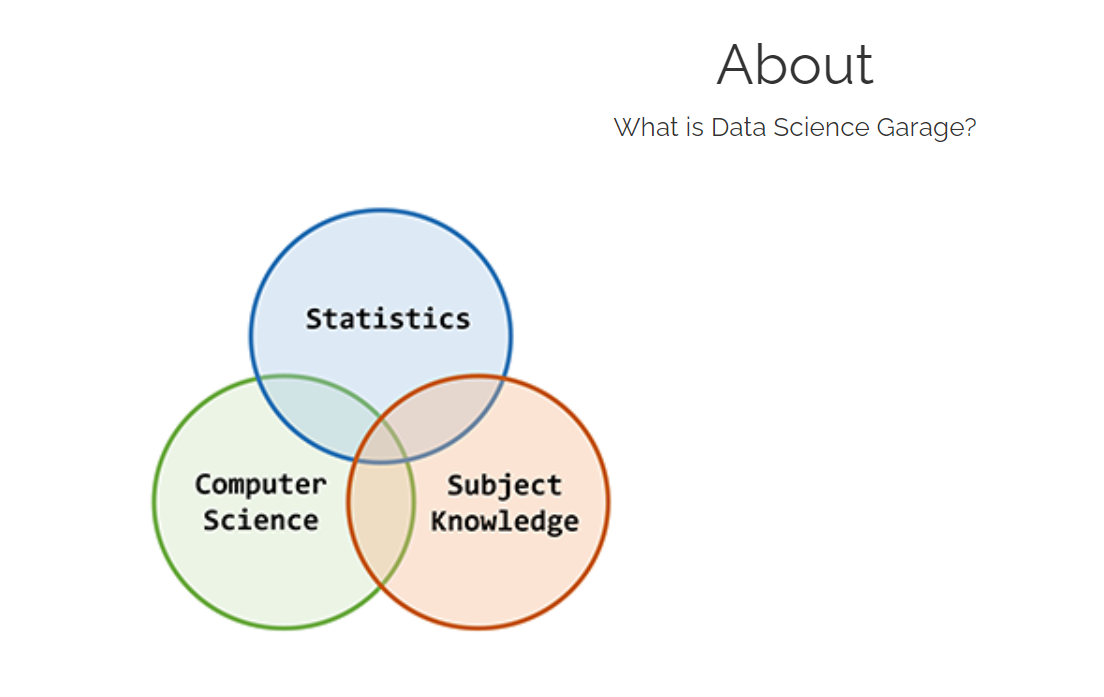 About
What is Data Science Garage?
Statistics
Computer
Science
Subject
Knowledge